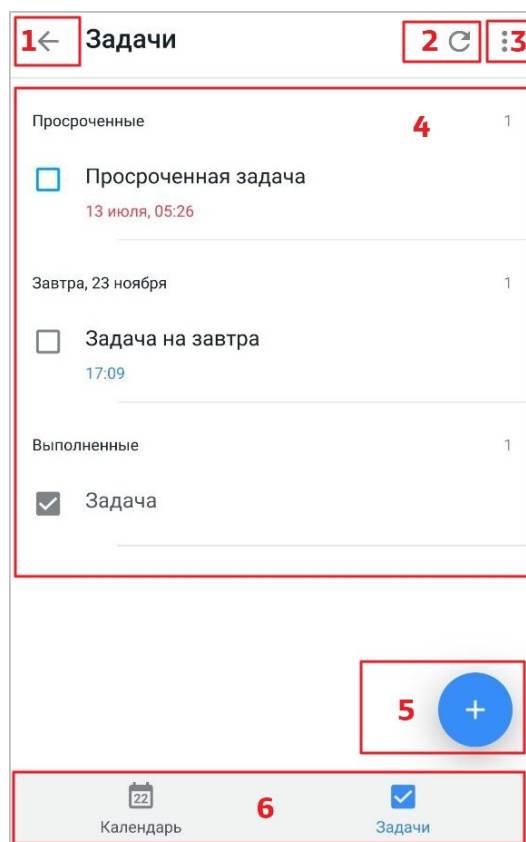 1 Задачи 2 3
Просроченные 4 1
Просроченная задача
13 июля, 05:26
Завтра, 23 ноября 1
Задача на завтра
17:09
Выполненные 1
Задача
5
22 6
Календарь Задачи